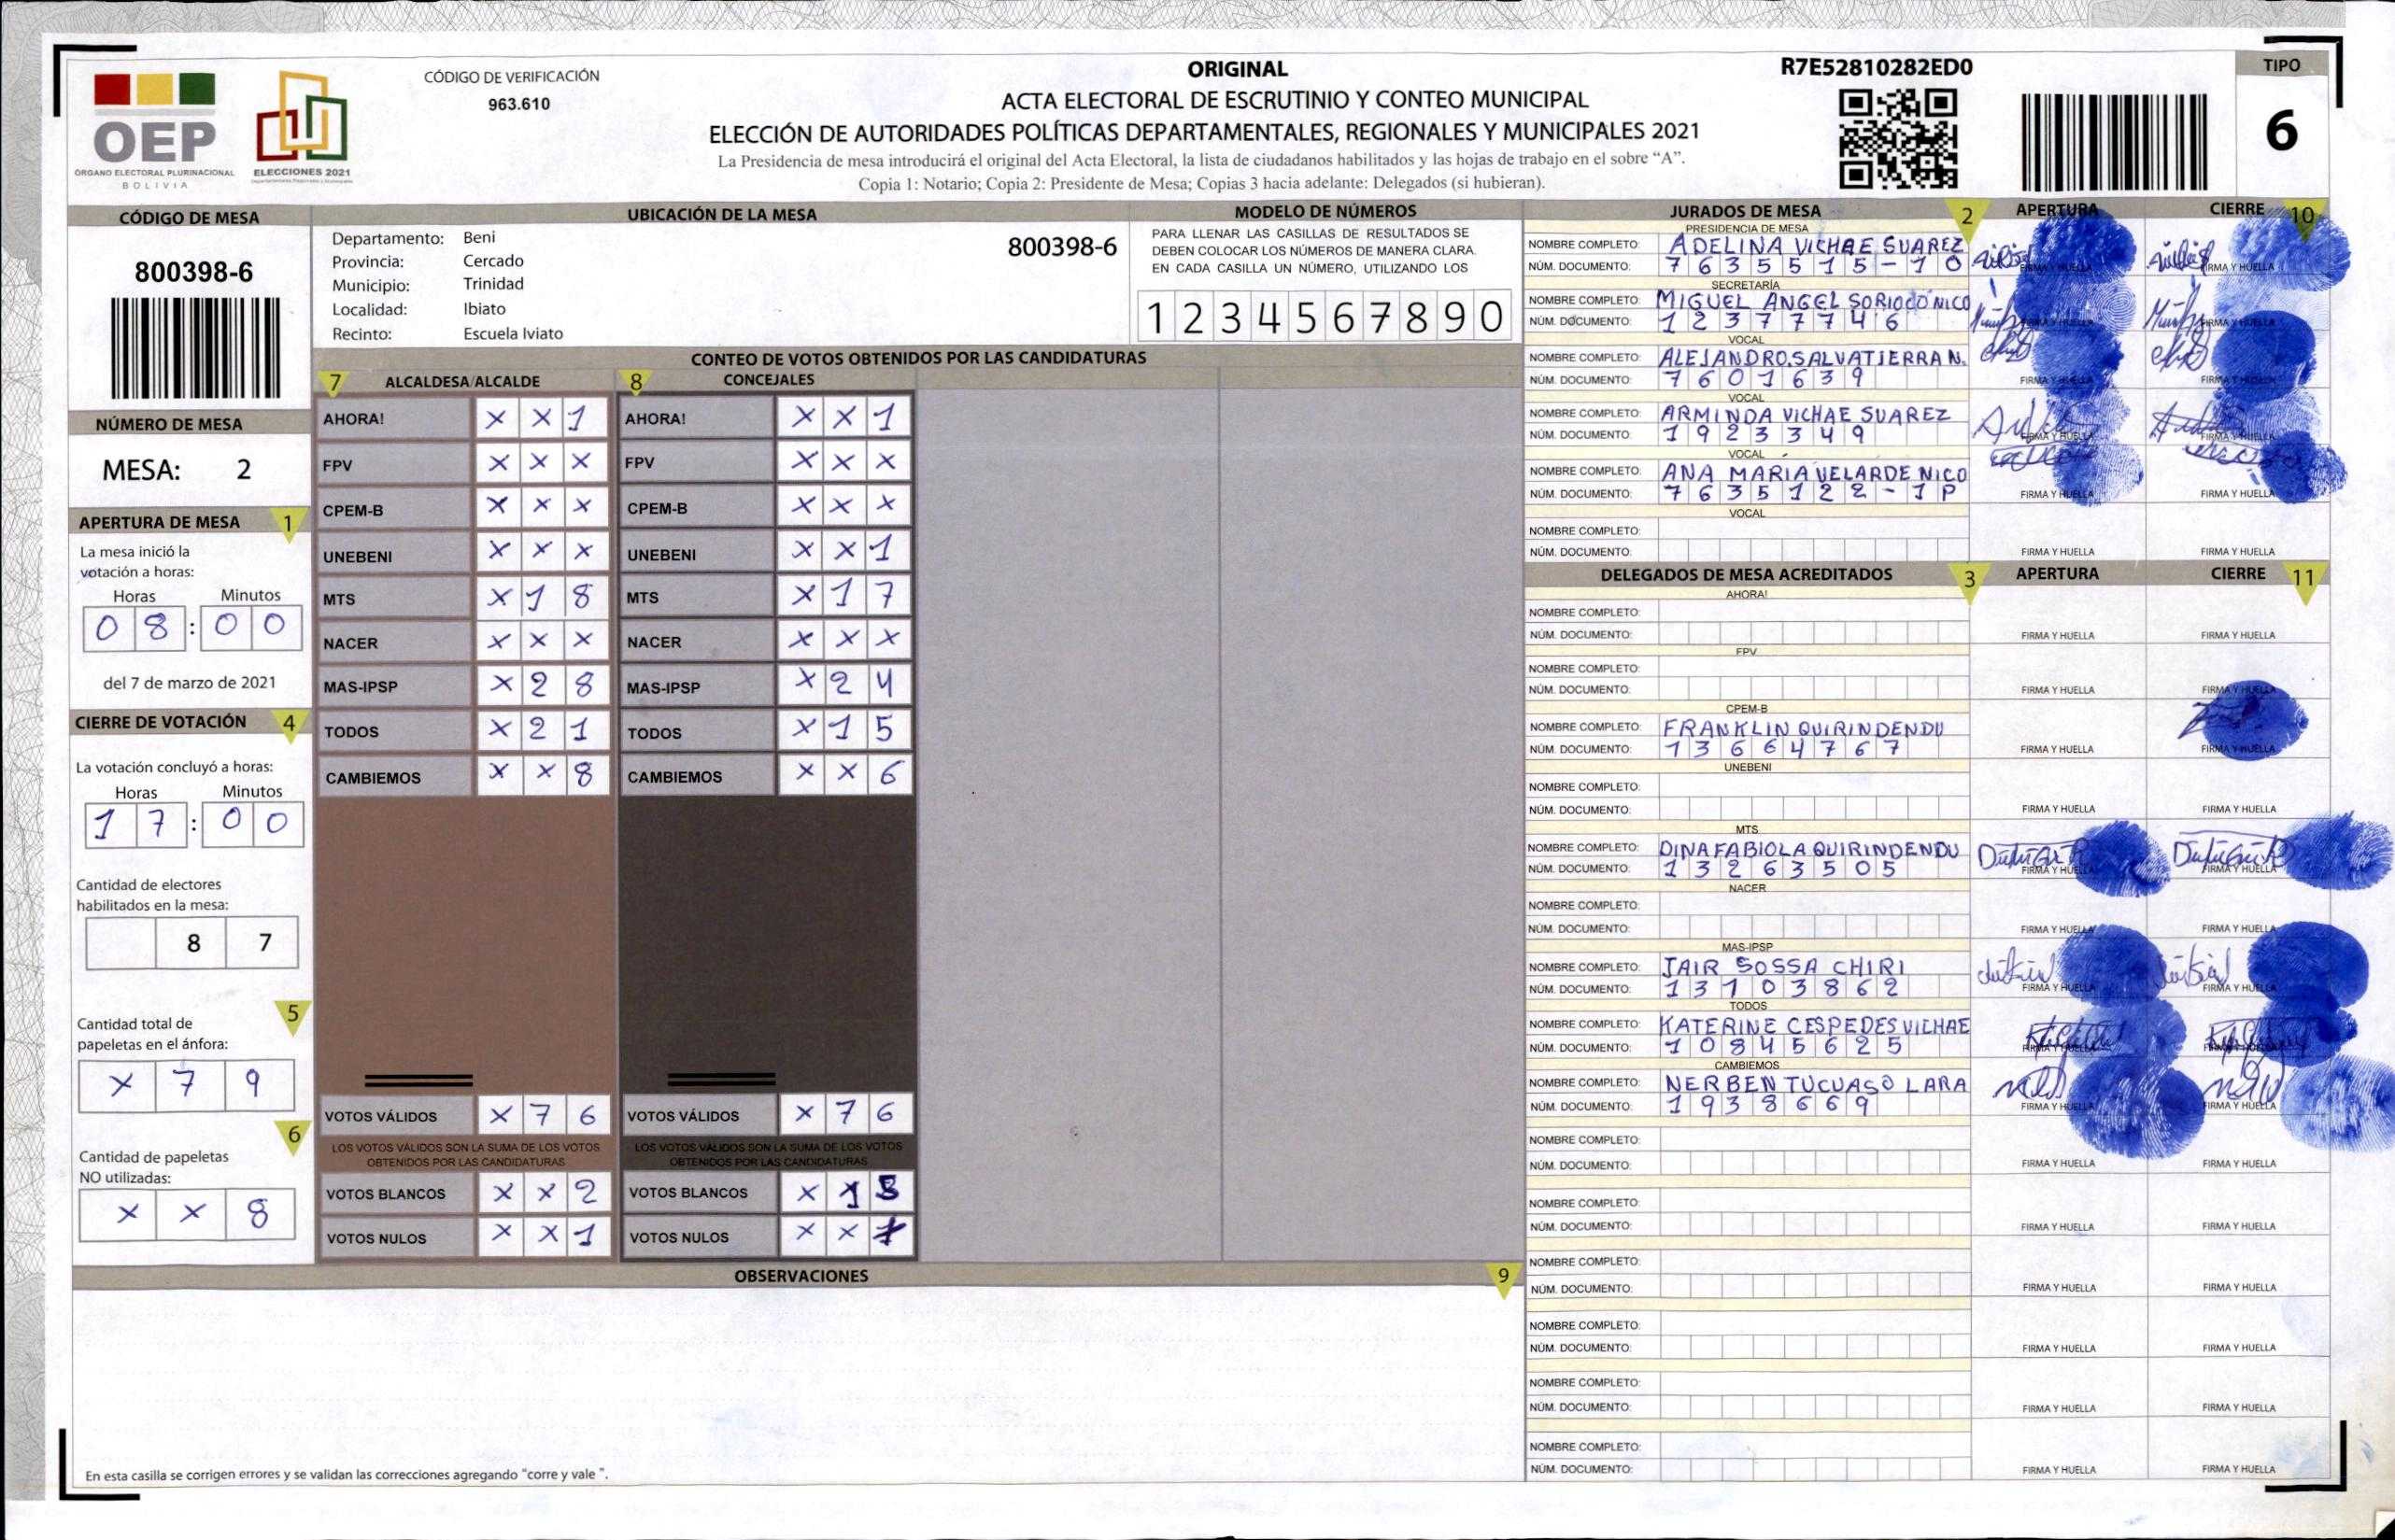 CÓDIGO DE VERIFICACIÓN
963.610
OEP
ÓRGANO ELECTORAL PLURINACIONAL
BOLIVIA
ELECCIONES 2021
ORIGINAL
ACTA ELECTORAL DE ESCRUTINIO Y CONTEO MUNICIPAL
ELECCIÓN DE AUTORIDADES POLÍTICAS DEPARTAMENTALES, REGIONALES Y MUNICIPALES 2021
La Presidencia de mesa introducirá el original del Acta Electoral, la lista de ciudadanos habilitados y las hojas de trabajo en el sobre “A”.
Copia 1: Notario; Copia 2: Presidente de Mesa; Copias 3 hacia adelante: Delegados (si hubieran).
R7E52810282ED0
TIPO
6
CÓDIGO DE MESA
800398-6
NÚMERO DE MESA
MESA: 2
APERTURA DE MESA 1
La mesa inició la
votación a horas:
Horas Minutos
0 8 : 0 0
del 7 de marzo de 2021
CIERRE DE VOTACIÓN 4
La votación concluyó a horas:
Horas Minutos
1 7 : 0 0
Cantidad de electores
habilitados en la mesa:
8 7
5
Cantidad total de
papeletas en el ánfora:
X 7 9
6
Cantidad de papeletas
NO utilizadas:
X X 8
UBICACIÓN DE LA MESA
Departamento: Beni
800398-6
Provincia: Cercado
Municipio: Trinidad
Localidad: Ibiato
Recinto: Escuela Iviato
MODELO DE NÚMEROS
PARA LLENAR LAS CASILLAS DE RESULTADOS SE
DEBEN COLOCAR LOS NÚMEROS DE MANERA CLARA.
EN CADA CASILLA UN NÚMERO, UTILIZANDO LOS
1 2 3 4 5 6 7 8 9 0
CONTEO DE VOTOS OBTENIDOS POR LAS CANDIDATURAS
7 ALCALDESA/ALCALDE 8 CONCEJALES
AHORA! X X 1 AHORA! X X 1
FPV X X X FPV X X X
CPEM-B X X X CPEM-B X X X
UNEBENI X X X UNEBENI X X 1
MTS X 1 8 MTS X 1 7
NACER X X X NACER X X X
MAS-IPSP X 2 8 MAS-IPSP X 2 4
TODOS X 2 1 TODOS X 1 5
CAMBIEMOS X X 8 CAMBIEMOS X X 6
VOTOS VÁLIDOS X 7 6 VOTOS VÁLIDOS X 7 6
LOS VOTOS VÁLIDOS SON LA SUMA DE LOS VOTOS LOS VOTOS VÁLIDOS SON LA SUMA DE LOS VOTOS
OBTENIDOS POR LAS CANDIDATURAS OBTENIDOS POR LAS CANDIDATURAS
VOTOS BLANCOS X X 2 VOTOS BLANCOS X 1
VOTOS NULOS X X 1 VOTOS NULOS X X
OBSERVACIONES 9
En esta casilla se corrigen errores y se validan las correcciones agregando “corre y vale ”.
JURADOS DE MESA 2 APERTURA CIERRE 10
PRESIDENCIA DE MESA
NOMBRE COMPLETO: ADELINA VICHAE SUAREZ
NÚM. DOCUMENTO: 7635515-10 FIRMA Y HUELLA FIRMA Y HUELLA
SECRETARÍA
NOMBRE COMPLETO: MIGUEL ANGEL SORIOCO NICO
NÚM. DOCUMENTO: 12377746 FIRMA Y HUELLA FIRMA Y HUELLA
VOCAL
NOMBRE COMPLETO: ALEJANDRO.SALVATIERRA N.
NÚM. DOCUMENTO: 7601639 FIRMA Y HUELLA FIRMA Y HUELLA
VOCAL
NOMBRE COMPLETO: ARMINDA VICHAE SUAREZ
NÚM. DOCUMENTO: 1923349 FIRMA Y HUELLA FIRMA Y HUELLA
VOCAL
NOMBRE COMPLETO: ANA MARIA VELARDE NICO
NÚM. DOCUMENTO: 7635122-1P FIRMA Y HUELLA FIRMA Y HUELLA
VOCAL
NOMBRE COMPLETO:
NÚM. DOCUMENTO: FIRMA Y HUELLA FIRMA Y HUELLA
DELEGADOS DE MESA ACREDITADOS 3 APERTURA CIERRE 11
AHORA!
NOMBRE COMPLETO:
NÚM. DOCUMENTO: FIRMA Y HUELLA FIRMA Y HUELLA
FPV
NOMBRE COMPLETO:
NÚM. DOCUMENTO: FIRMA Y HUELLA FIRMA Y HUELLA
CPEM-B
NOMBRE COMPLETO: FRANKLIN QUIRINDENDU
NÚM. DOCUMENTO: 13664767 FIRMA Y HUELLA FIRMA Y HUELLA
UNEBENI
NOMBRE COMPLETO:
NÚM. DOCUMENTO: FIRMA Y HUELLA FIRMA Y HUELLA
MTS
NOMBRE COMPLETO: DINA FABIOLA QUIRINDENDU
NÚM. DOCUMENTO: 13263505 FIRMA Y HUELLA FIRMA Y HUELLA
NACER
NOMBRE COMPLETO:
NÚM. DOCUMENTO: FIRMA Y HUELLA FIRMA Y HUELLA
MAS-IPSP
NOMBRE COMPLETO: JAIR SOSSA CHIRI
NÚM. DOCUMENTO: 13103862 FIRMA Y HUELLA FIRMA Y HUELLA
TODOS
NOMBRE COMPLETO: KATERINE CESPEDES VICHAE
NÚM. DOCUMENTO: 10845625 FIRMA Y HUELLA FIRMA Y HUELLA
CAMBIEMOS
NOMBRE COMPLETO: NERBEN TUCUASO LARA
NÚM. DOCUMENTO: 1938669 FIRMA Y HUELLA FIRMA Y HUELLA
NOMBRE COMPLETO:
NÚM. DOCUMENTO: FIRMA Y HUELLA FIRMA Y HUELLA
NOMBRE COMPLETO:
NÚM. DOCUMENTO: FIRMA Y HUELLA FIRMA Y HUELLA
NOMBRE COMPLETO:
NÚM. DOCUMENTO: FIRMA Y HUELLA FIRMA Y HUELLA
NOMBRE COMPLETO:
NÚM. DOCUMENTO: FIRMA Y HUELLA FIRMA Y HUELLA
NOMBRE COMPLETO:
NÚM. DOCUMENTO: FIRMA Y HUELLA FIRMA Y HUELLA
NOMBRE COMPLETO:
NÚM. DOCUMENTO: FIRMA Y HUELLA FIRMA Y HUELLA